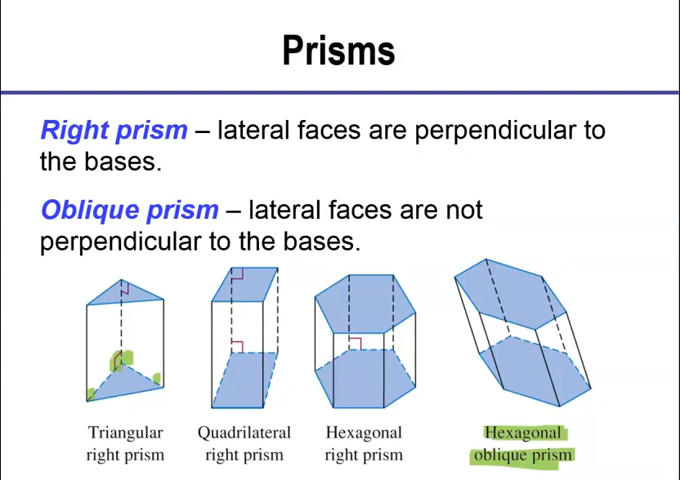 Prisms
Right prism – lateral faces are perpendicular to
the bases.
Oblique prism – lateral faces are not
perpendicular to the bases.
Triangular
right prism
Quadrilateral
right prism
Hexagonal
right prism
Hexagonal
oblique prism